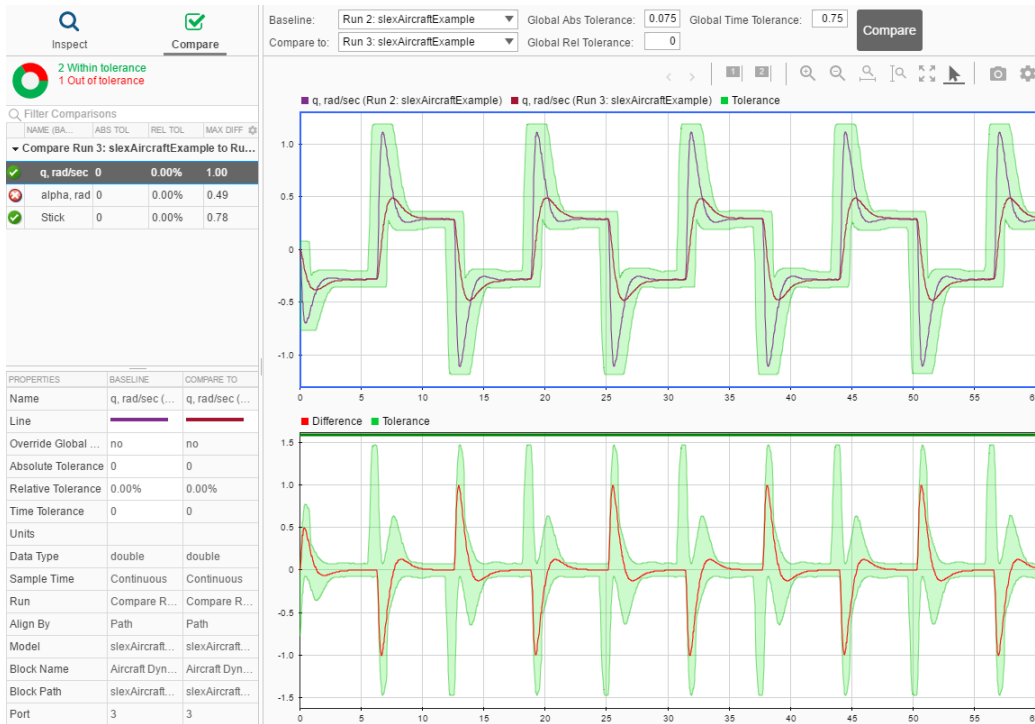 Inspect
Compare
Baseline:
Run 2: slexAircraftExample
Global Abs Tolerance:
0.075
Global Time Tolerance:
0.75
Compare to:
Run 3: slexAircraftExample
Global Rel Tolerance:
0
Compare
2 Within tolerance
1 Out of tolerance
Filter Comparisons
NAME (BA... ABS TOL REL TOL MAX DIFF
Compare Run 3: slexAircraftExample to Ru...
q, rad/sec 0 0.00% 1.00
alpha, rad 0 0.00% 0.49
Stick 0 0.00% 0.78
PROPERTIES BASELINE COMPARE TO
Name q, rad/sec (... q, rad/sec (...
Line
Override Global ... no no
Absolute Tolerance 0 0
Relative Tolerance 0.00% 0.00%
Time Tolerance 0 0
Units
Data Type double double
Sample Time Continuous Continuous
Run Compare R... Compare R...
Align By Path Path
Model slexAircraft... slexAircraft...
Block Name Aircraft Dyn... Aircraft Dyn...
Block Path slexAircraft... slexAircraft...
Port 3 3
1 2
q, rad/sec (Run 2: slexAircraftExample) q, rad/sec (Run 3: slexAircraftExample) Tolerance
1.0
0.5
0
-0.5
-1.0
0 5 10 15 20 25 30 35 40 45 50 55
Difference Tolerance
1.5
1.0
0.5
0
-0.5
-1.0
-1.5
0 5 10 15 20 25 30 35 40 45 50 55